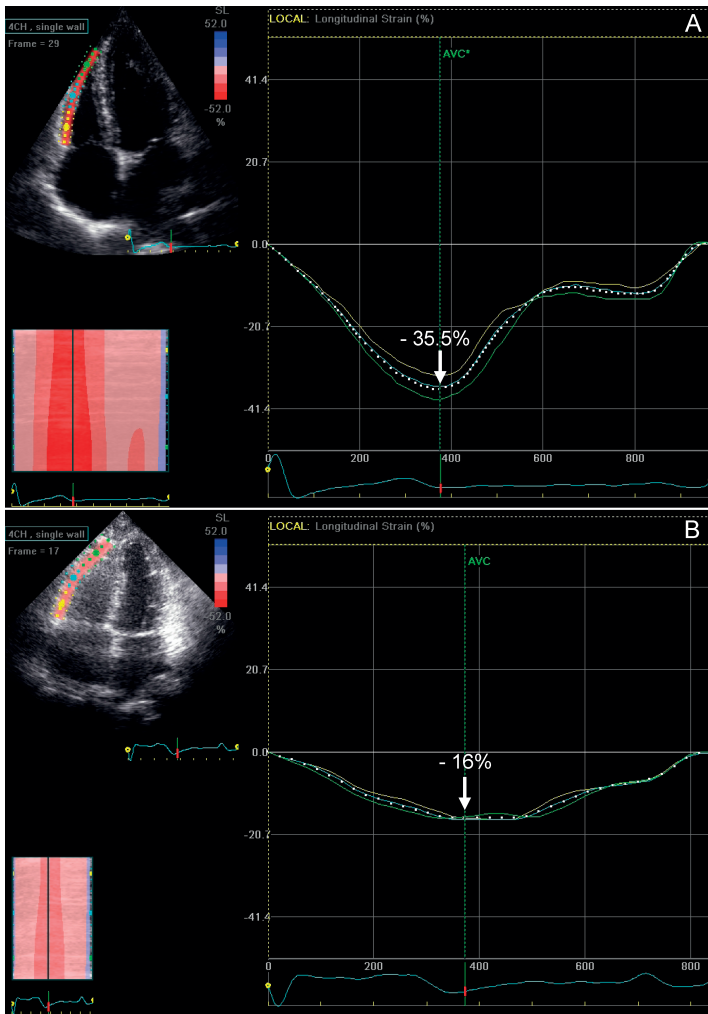 4CH , single wall
Frame = 29
SL
52.0
-52.0
%
LOCAL: Longitudinal Strain (%)
A
AVC*
41.4
20.7
0.0
-20.7
-41.4
- 35.5%
0 200 400 600 800
4CH , single wall
Frame = 17
SL
52.0
-52.0
%
LOCAL: Longitudinal Strain (%)
B
AVC
41.4
20.7
0.0
-20.7
-41.4
- 16%
0 200 400 600 800